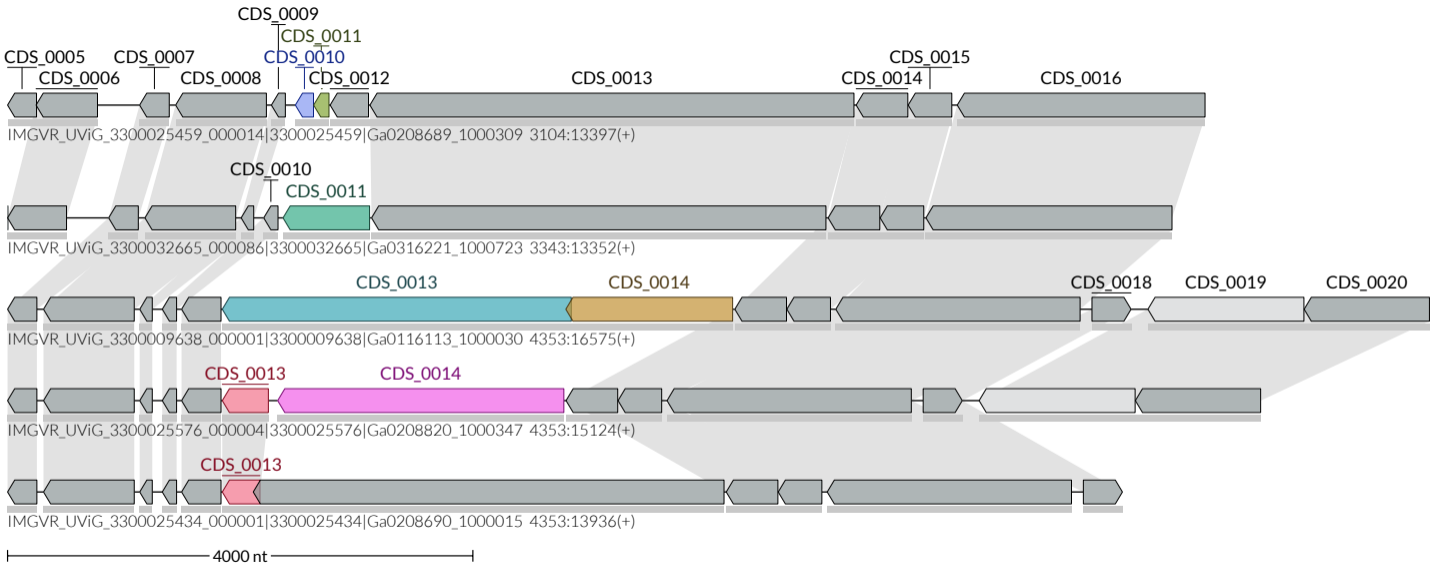 CDS_0009
CDS_0011
CDS_0005 CDS_0007 CDS_0010 CDS_0015
CDS_0006 CDS_0008 CDS_0012 CDS_0013 CDS_0014 CDS_0016
IMGVR_UViG_3300025459_000014|3300025459|Ga0208689_1000309 3104:13397(+)
CDS_0010
CDS_0011
IMGVR_UViG_3300032665_000086|3300032665|Ga0316221_1000723 3343:13352(+)
CDS_0013 CDS_0014 CDS_0018 CDS_0019 CDS_0020
IMGVR_UViG_3300009638_000001|3300009638|Ga0116113_1000030 4353:16575(+)
CDS_0013 CDS_0014
IMGVR_UViG_3300025576_000004|3300025576|Ga0208820_1000347 4353:15124(+)
CDS_0013
IMGVR_UViG_3300025434_000001|3300025434|Ga0208690_1000015 4353:13936(+)
4000 nt